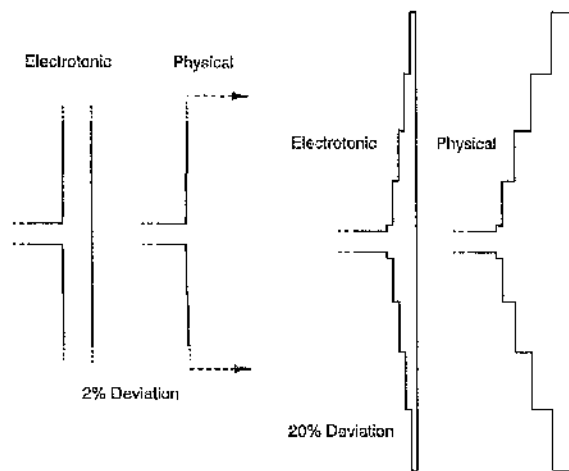 Electrotonic Physical
2% Deviation
Electrotonic Physical
20% Deviation